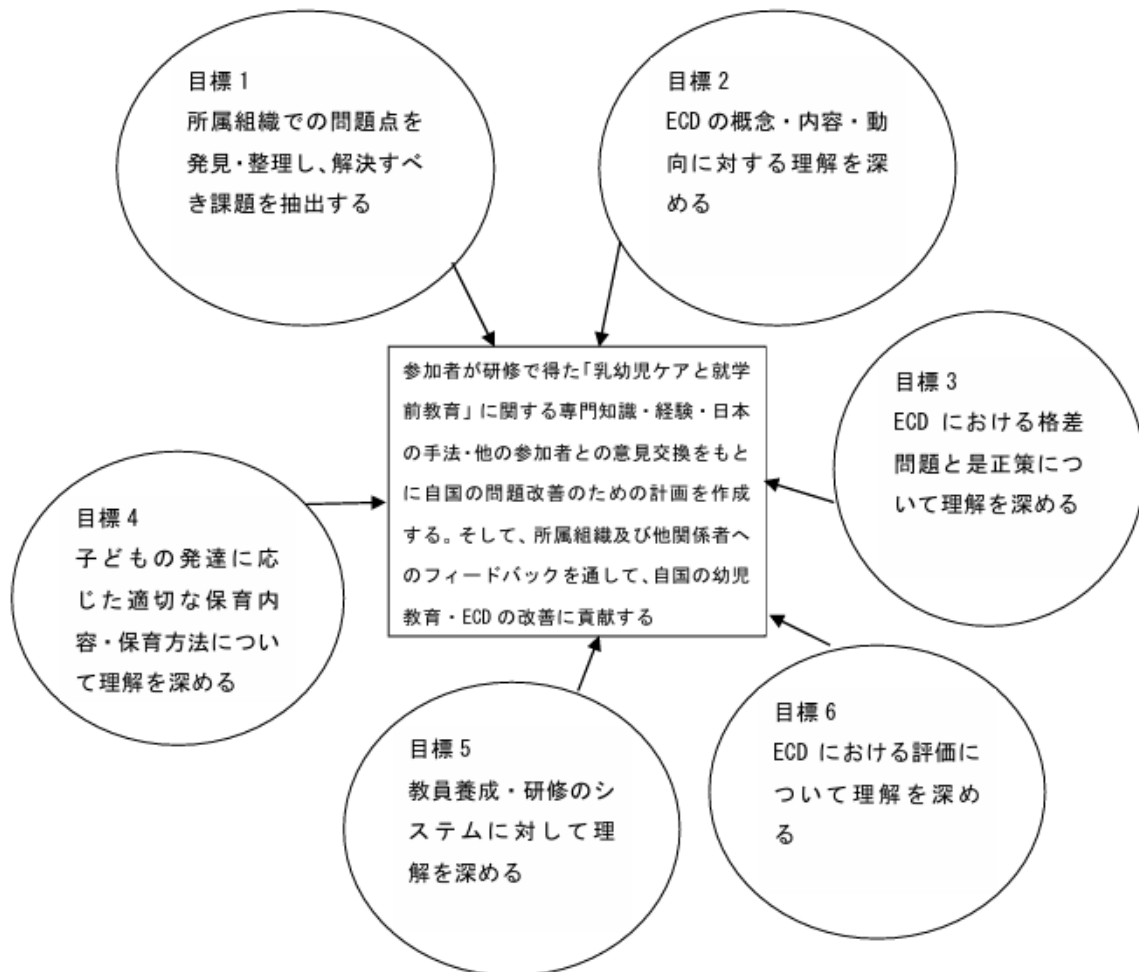 目標 1
所属組織での問題点を
発見・整理し、解決すべ
き課題を抽出する
目標 2
ECD の概念・内容・動
向に対する理解を深
める
参加者が研修で得た「乳幼児ケアと就学
前教育」に関する専門知識・経験・日本
の手法・他の参加者との意見交換をもと
に自国の問題改善のための計画を作成
する。そして、所属組織及び他関係者へ
のフィードバックを通して、自国の幼児
教育・ECD の改善に貢献する
目標 3
ECD における格差
問題と是正策につ
いて理解を深める
目標 4
子どもの発達に応
じた適切な保育内
容・保育方法につい
て理解を深める
目標 5
教員養成・研修のシ
ステムに対して理
解を深める
目標 6
ECD における評価に
ついて理解を深め
る